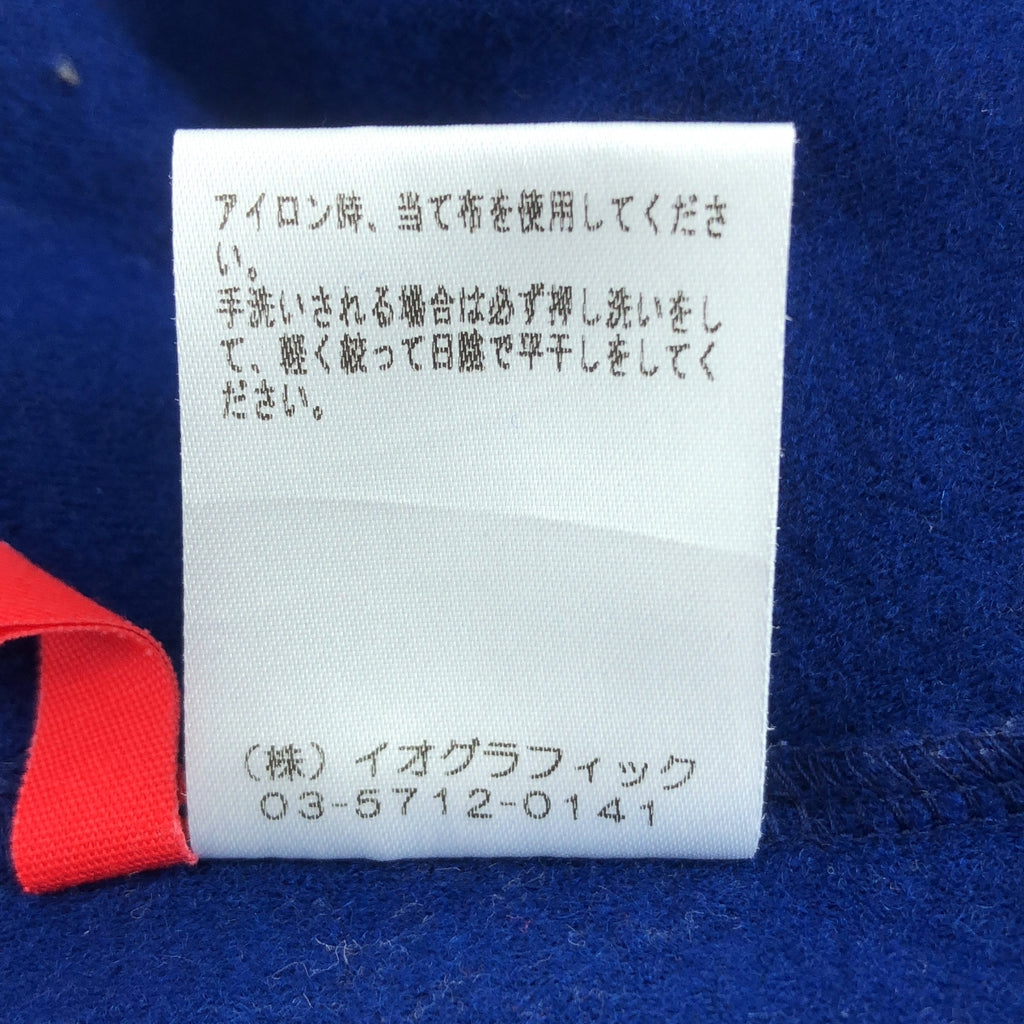 アイロン時、当て布を使用してくださ
い。
手洗いされる場合は必ず押し洗いをし
て、軽く絞って日陰で平干しをしてく
ださい。
（株）イオグラフィック
03-5712-0141